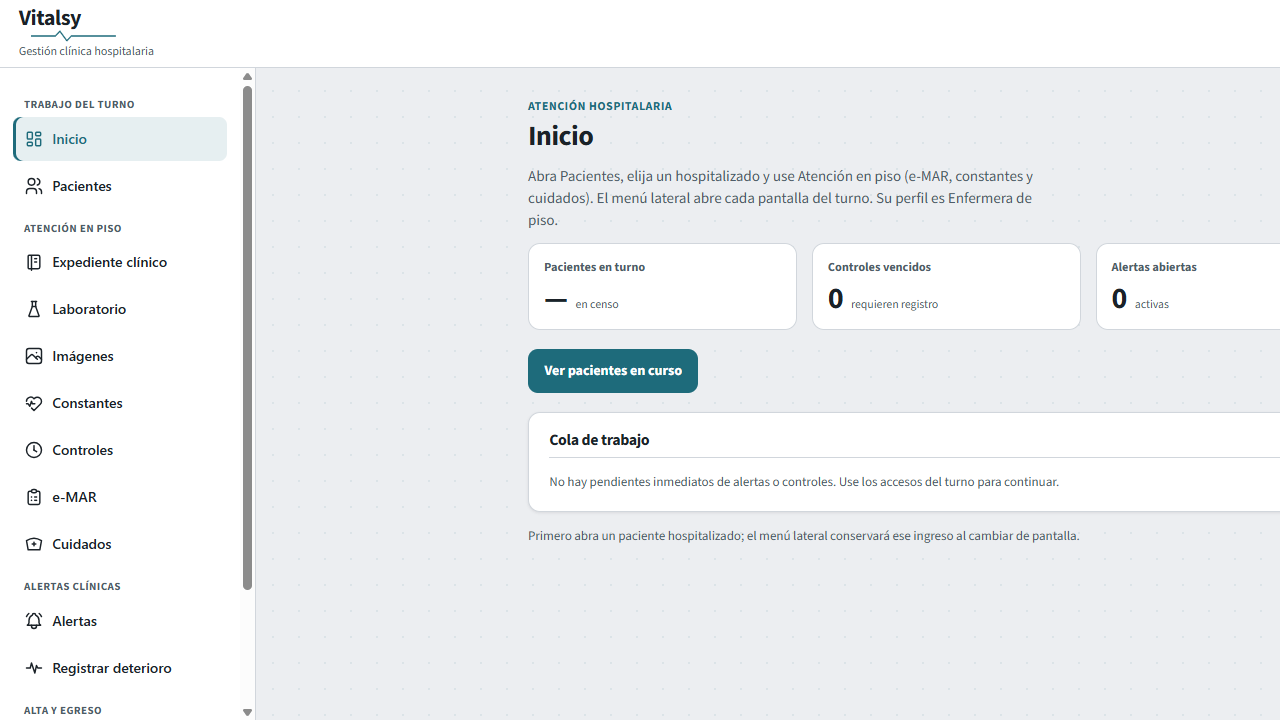 Vitalsy
Gestión clínica hospitalaria
TRABAJO DEL TURNO
Inicio
Pacientes
ATENCIÓN EN PISO
Expediente clínico
Laboratorio
Imágenes
Constantes
Controles
e-MAR
Cuidados
ALERTAS CLÍNICAS
Alertas
Registrar deterioro
ALTA Y EGRESO
ATENCIÓN HOSPITALARIA
Inicio
Abra Pacientes, elija un hospitalizado y use Atención en piso (e-MAR, constantes y
cuidados). El menú lateral abre cada pantalla del turno. Su perfil es Enfermera de
piso.
Pacientes en turno
— en censo
Controles vencidos
0 requieren registro
Alertas abiertas
0 activas
Ver pacientes en curso
Cola de trabajo
No hay pendientes inmediatos de alertas o controles. Use los accesos del turno para continuar.
Primero abra un paciente hospitalizado; el menú lateral conservará ese ingreso al cambiar de pantalla.